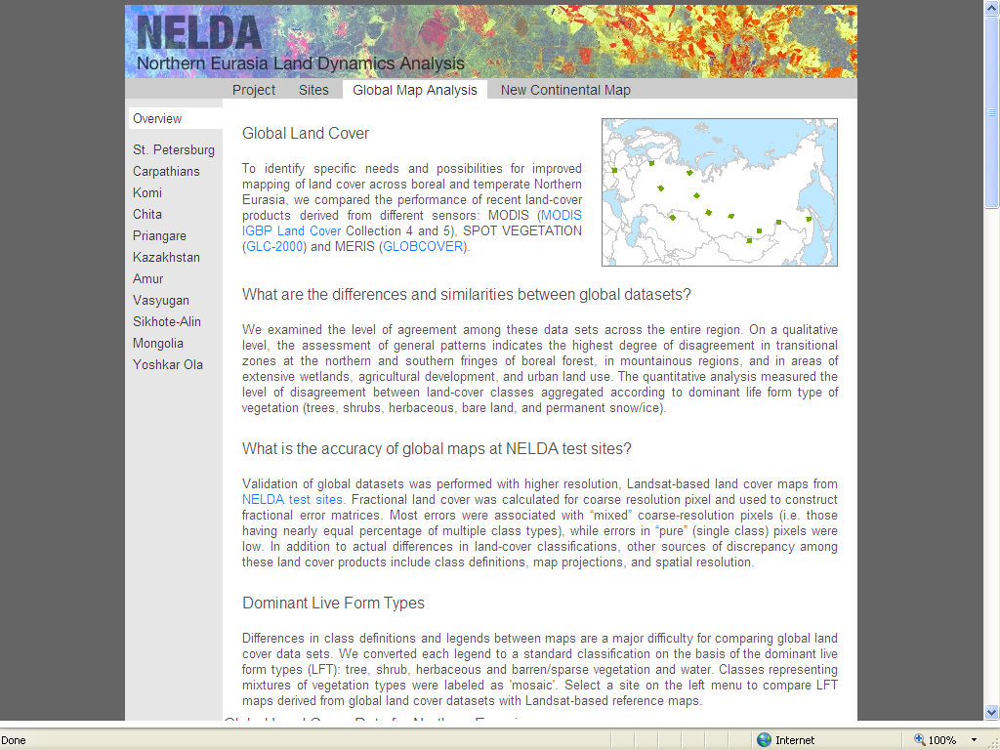 NELDA
Northern Eurasia Land Dynamics Analysis
Project Sites Global Map Analysis New Continental Map
Overview
St. Petersburg
Carpathians
Komi
Chita
Priangare
Kazakhstan
Amur
Vasyugan
Sikhote-Alin
Mongolia
Yoshkar Ola
Global Land Cover
To identify specific needs and possibilities for improved
mapping of land cover across boreal and temperate Northern
Eurasia, we compared the performance of recent land-cover
products derived from different sensors: MODIS (MODIS
IGBP Land Cover Collection 4 and 5), SPOT VEGETATION
(GLC-2000) and MERIS (GLOBCOVER).
What are the differences and similarities between global datasets?
We examined the level of agreement among these data sets across the entire region. On a qualitative
level, the assessment of general patterns indicates the highest degree of disagreement in transitional
zones at the northern and southern fringes of boreal forest, in mountainous regions, and in areas of
extensive wetlands, agricultural development, and urban land use. The quantitative analysis measured the
level of disagreement between land-cover classes aggregated according to dominant life form type of
vegetation (trees, shrubs, herbaceous, bare land, and permanent snow/ice).
What is the accuracy of global maps at NELDA test sites?
Validation of global datasets was performed with higher resolution, Landsat-based land cover maps from
NELDA test sites. Fractional land cover was calculated for coarse resolution pixel and used to construct
fractional error matrices. Most errors were associated with “mixed” coarse-resolution pixels (i.e. those
having nearly equal percentage of multiple class types), while errors in “pure” (single class) pixels were
low. In addition to actual differences in land-cover classifications, other sources of discrepancy among
these land cover products include class definitions, map projections, and spatial resolution.
Dominant Live Form Types
Differences in class definitions and legends between maps are a major difficulty for comparing global land
cover data sets. We converted each legend to a standard classification on the basis of the dominant live
form types (LFT): tree, shrub, herbaceous and barren/sparse vegetation and water. Classes representing
mixtures of vegetation types were labeled as 'mosaic'. Select a site on the left menu to compare LFT
maps derived from global land cover datasets with Landsat-based reference maps.
Done Internet 100%